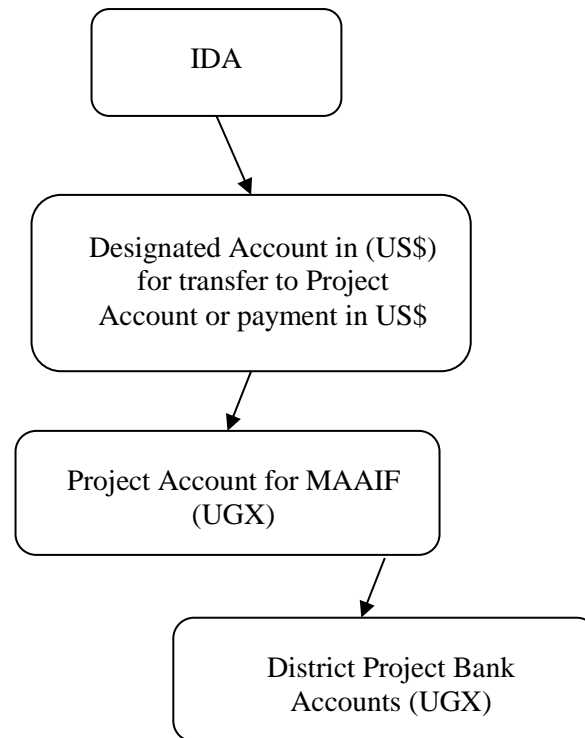 IDA
Designated Account in (US$)
for transfer to Project
Account or payment in US$
Project Account for MAAIF
(UGX)
District Project Bank
Accounts (UGX)